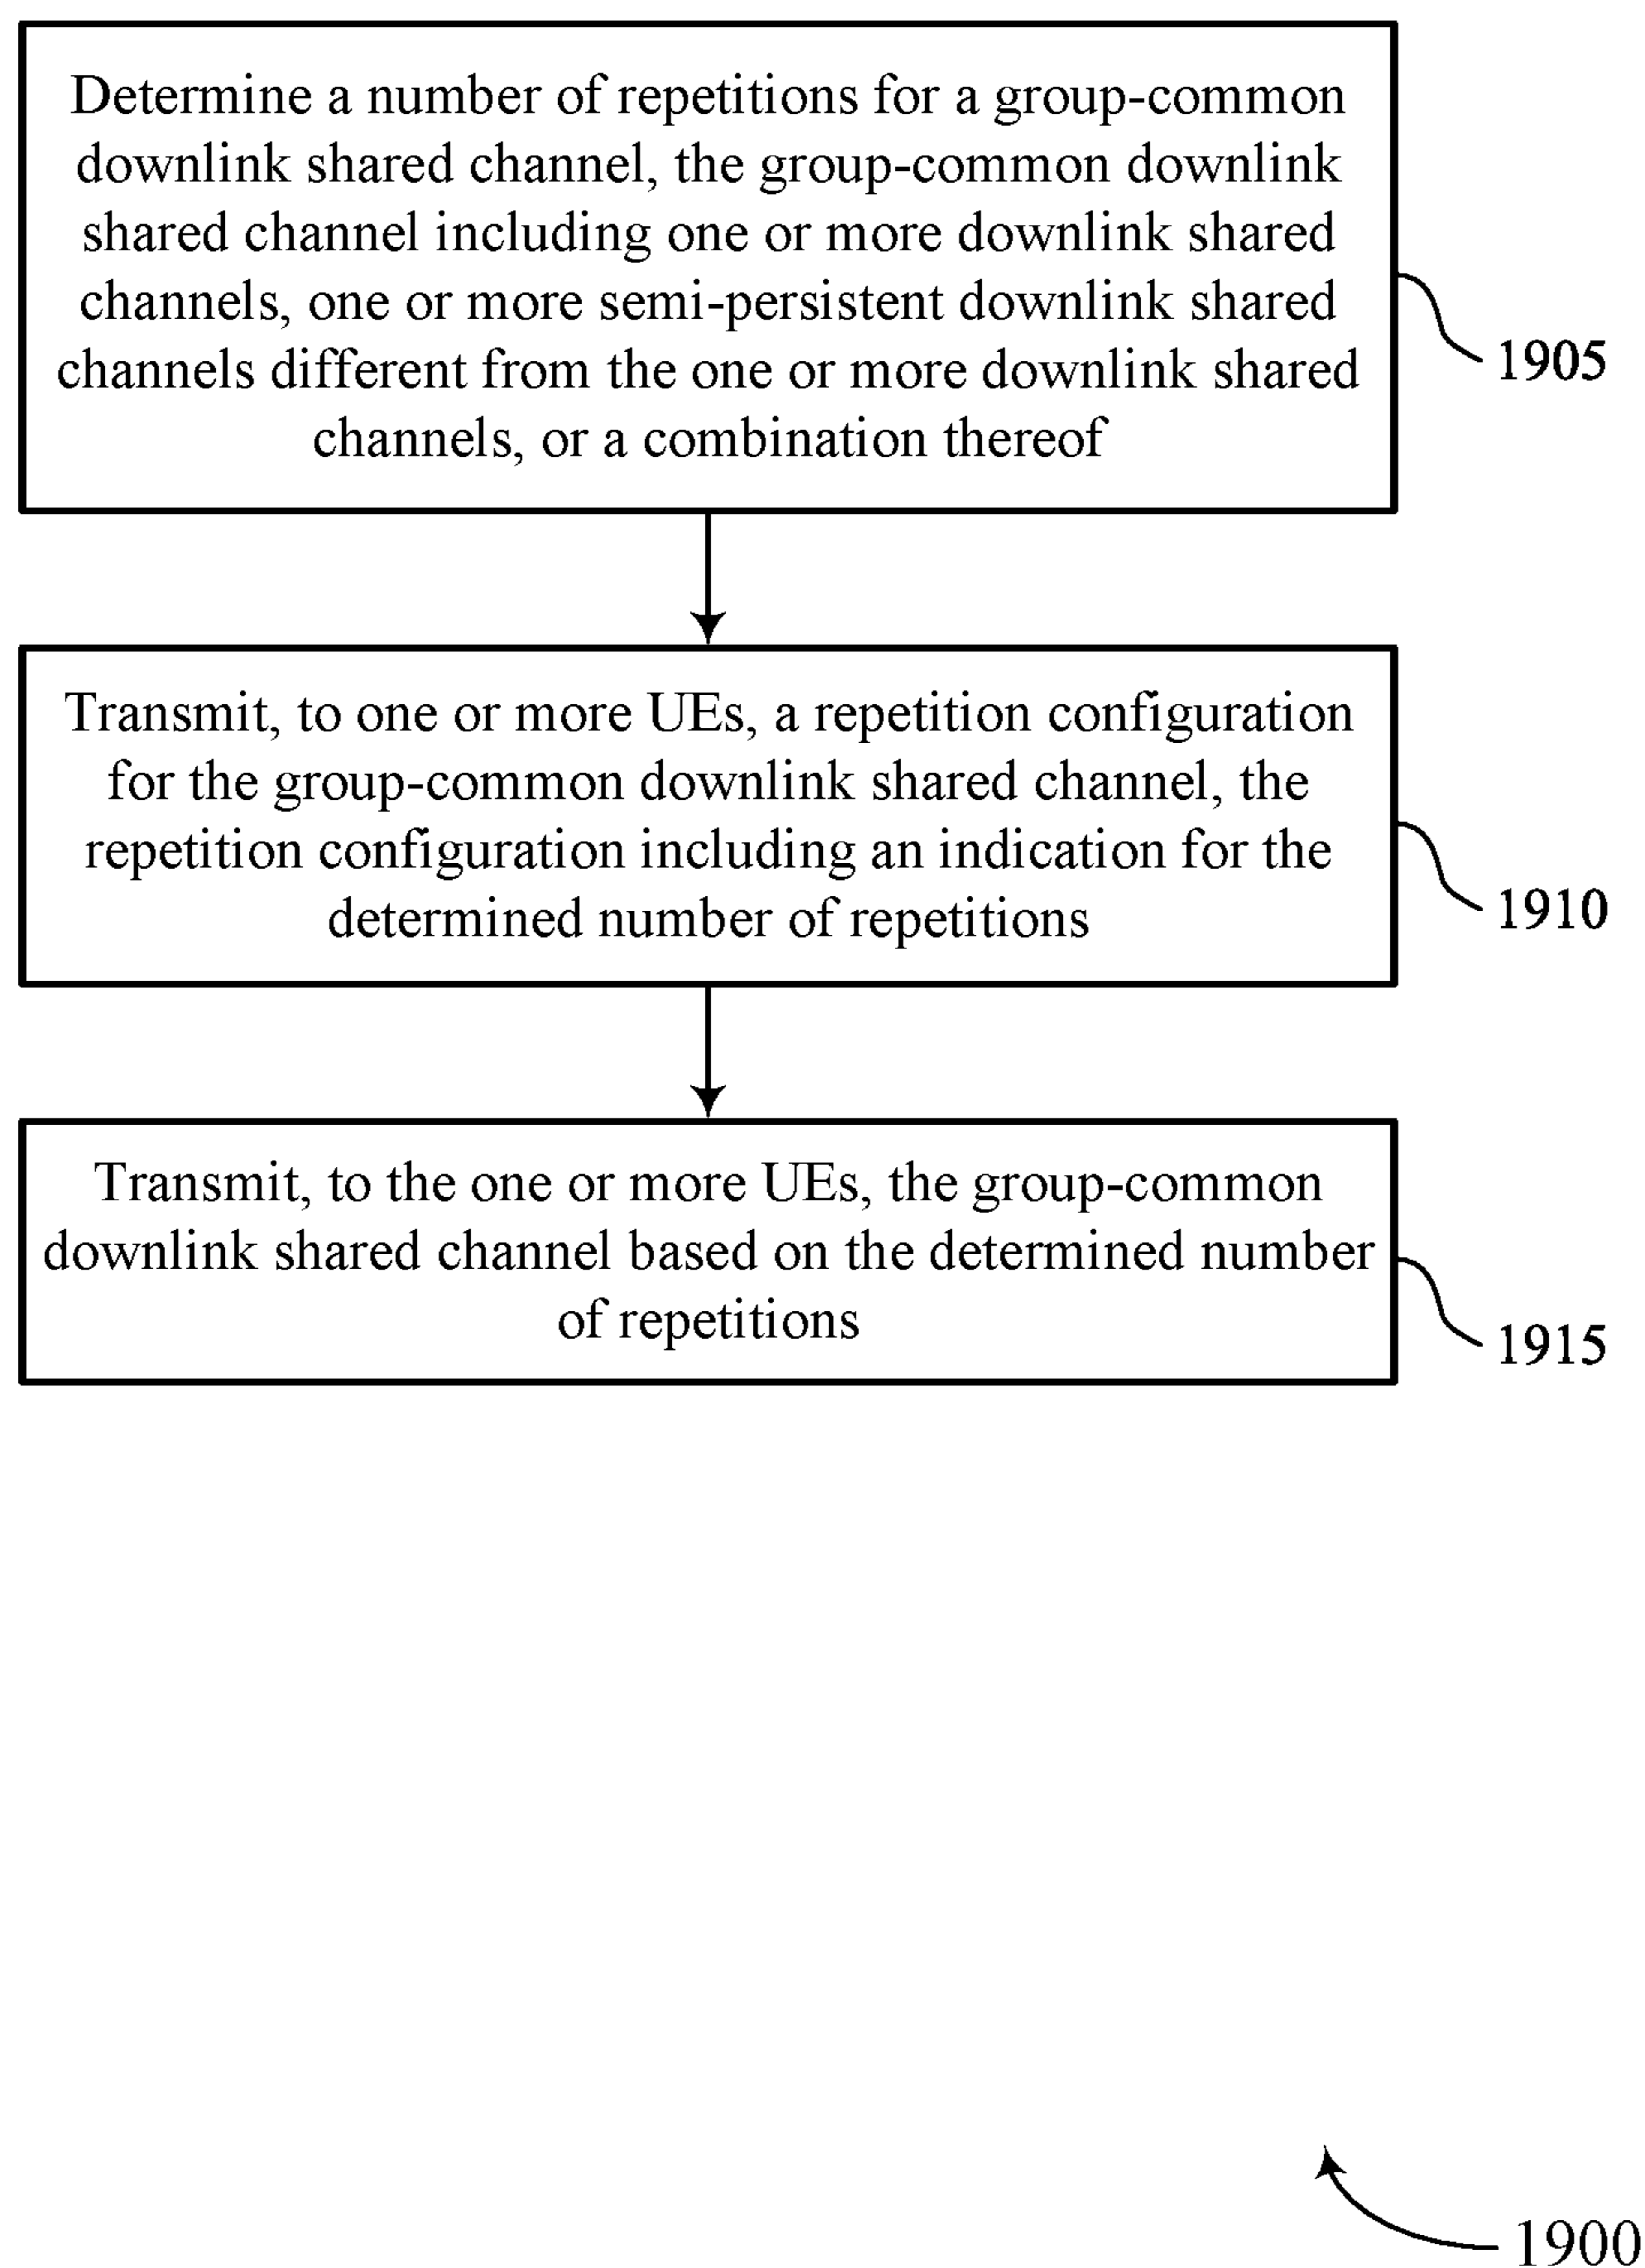 Determine a number of repetitions for a group-common
downlink shared channel, the group-common downlink
shared channel including one or more downlink shared
channels, one or more semi-persistent downlink shared
channels different from the one or more downlink shared
channels, or a combination thereof
1905
Transmit, to one or more UEs, a repetition configuration
for the group-common downlink shared channel, the
repetition configuration including an indication for the
determined number of repetitions
1910
Transmit, to the one or more UEs, the group-common
downlink shared channel based on the determined number
of repetitions
1915
1900